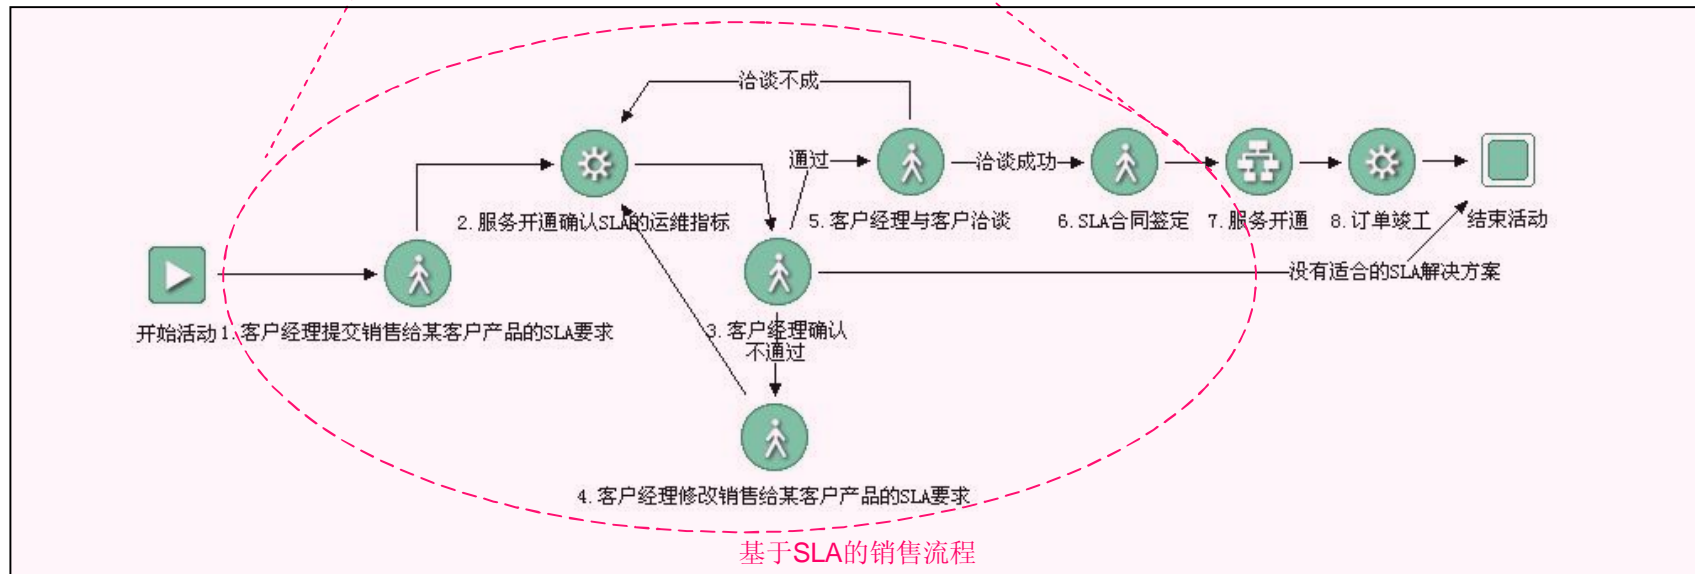 洽谈不成
通过
洽谈成功
2.服务开通确认SLA的运维指标
5.客户经理与客户洽谈
6.SLA合同签定
7.服务开通
8.订单竣工
结束活动
没有适合的SLA解决方案
开始活动
1.客户经理提交销售给某客户产品的SLA要求
3.客户经理确认
不通过
4.客户经理修改销售给某客户产品的SLA要求
基于SLA的销售流程